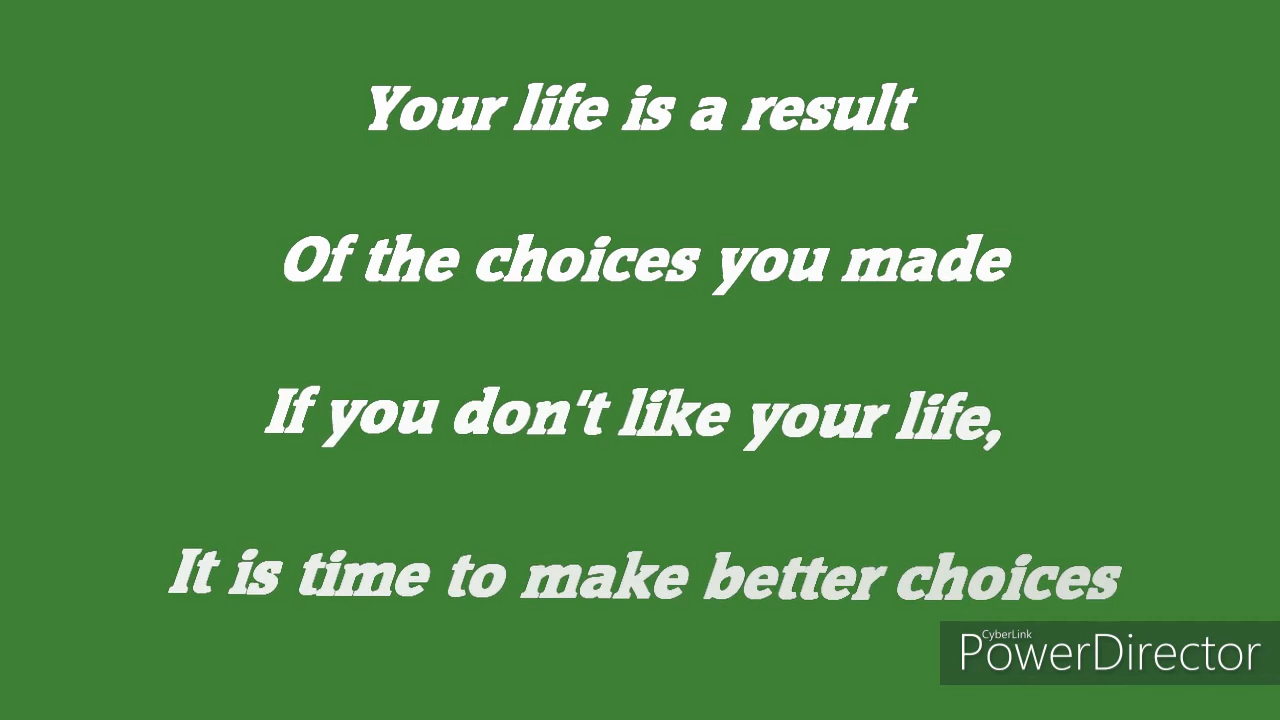 Your life is a result
Of the choices you made
If you don't like your life,
It is time to make better choices
CyberLink
PowerDirector